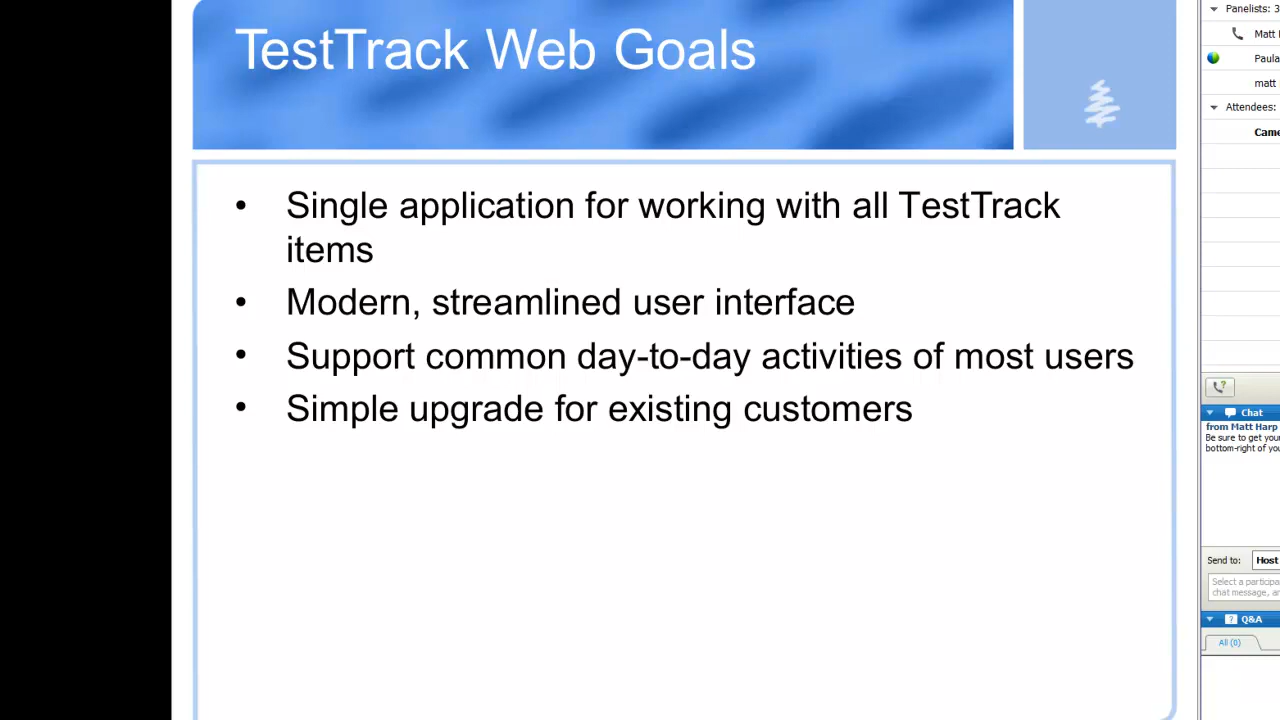 TestTrack Web Goals
• Single application for working with all TestTrack
items
• Modern, streamlined user interface
• Support common day-to-day activities of most users
• Simple upgrade for existing customers
Panelists: 3
Matt
Paula
matt
Attendees:
Came
Chat
from Matt Harp
Be sure to get your
bottom-right of you
Send to: Host
Select a participa
chat message, an
? Q&A
All (0)